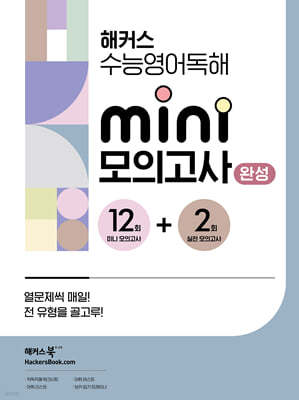 해커스
수능영어독해
mini
모의고사 완성
12회 + 2회
미니 모의고사 실전 모의고사
열문제씩 매일!
전 유형을 골고루!
해커스북
HackersBook.com